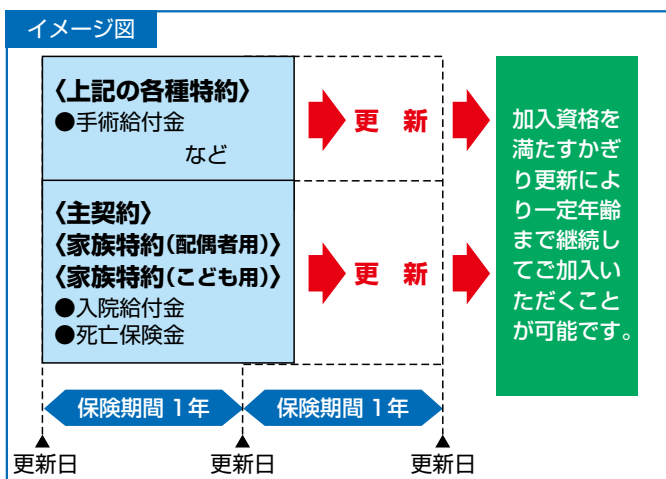 イメージ図
〈上記の各種特約〉
●手術給付金
など
更 新
〈主契約〉
〈家族特約(配偶者用)〉
〈家族特約(こども用)〉
●入院給付金
●死亡保険金
更 新
加入資格を
満たすかぎ
り更新によ
り一定年齢
まで継続し
てご加入い
ただくこと
が可能です。
保険期間 1年
保険期間 1年
更新日
更新日
更新日